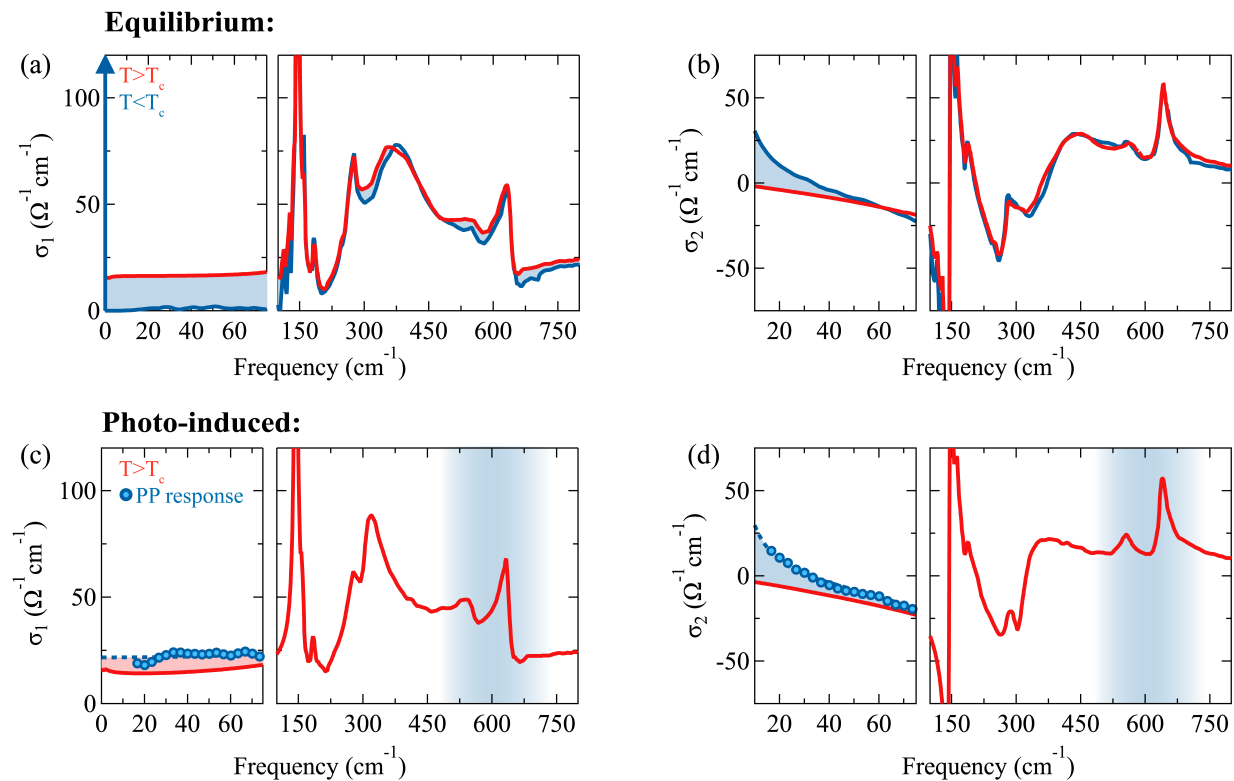 Equilibrium:
(a)
T>Tc
T<Tc
100
50
0
σ1 (Ω-1 cm-1)
0 20 40 60
150 300 450 600 750
Frequency (cm-1)
(b)
50
25
0
-25
-50
σ2 (Ω-1 cm-1)
20 40 60
150 300 450 600 750
Frequency (cm-1)
Photo-induced:
(c)
T>Tc
PP response
100
50
0
σ1 (Ω-1 cm-1)
0 20 40 60
150 300 450 600 750
Frequency (cm-1)
(d)
50
0
-50
σ2 (Ω-1 cm-1)
20 40 60
150 300 450 600 750
Frequency (cm-1)